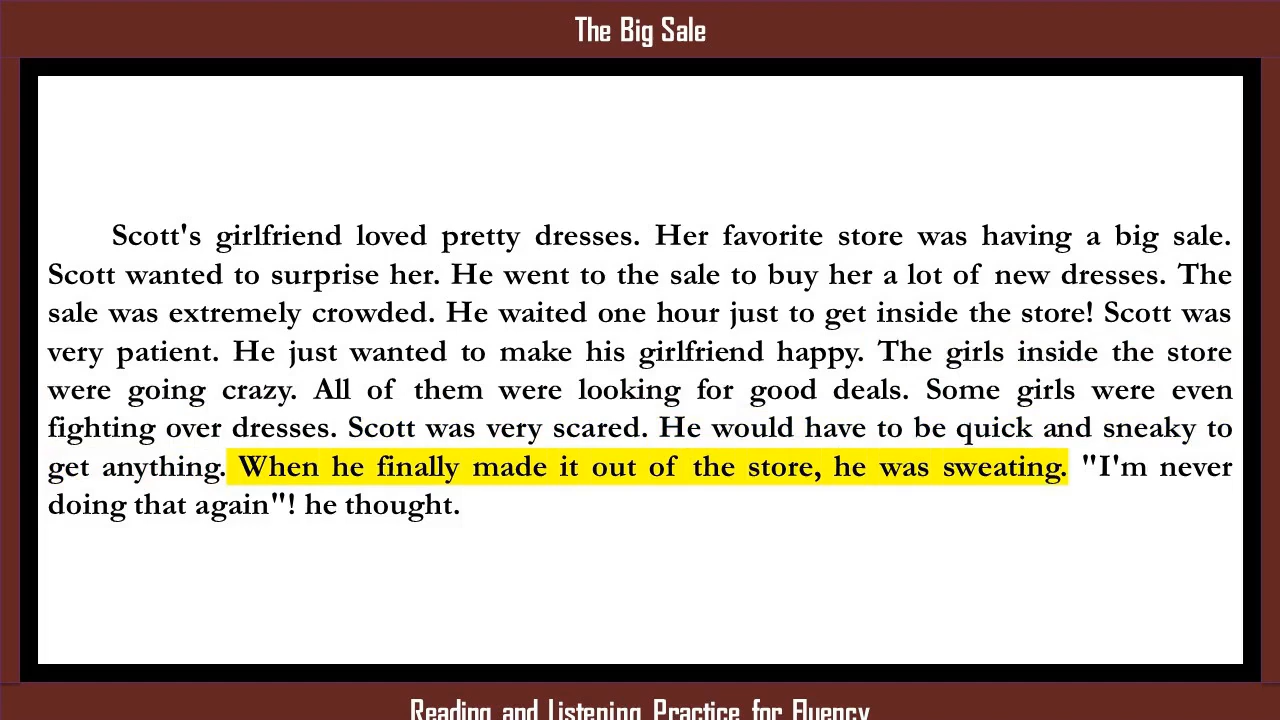 The Big Sale
Scott's girlfriend loved pretty dresses. Her favorite store was having a big sale.
Scott wanted to surprise her. He went to the sale to buy her a lot of new dresses. The
sale was extremely crowded. He waited one hour just to get inside the store! Scott was
very patient. He just wanted to make his girlfriend happy. The girls inside the store
were going crazy. All of them were looking for good deals. Some girls were even
fighting over dresses. Scott was very scared. He would have to be quick and sneaky to
get anything. When he finally made it out of the store, he was sweating. "I'm never
doing that again"! he thought.
Reading and Listening Practice for Fluency